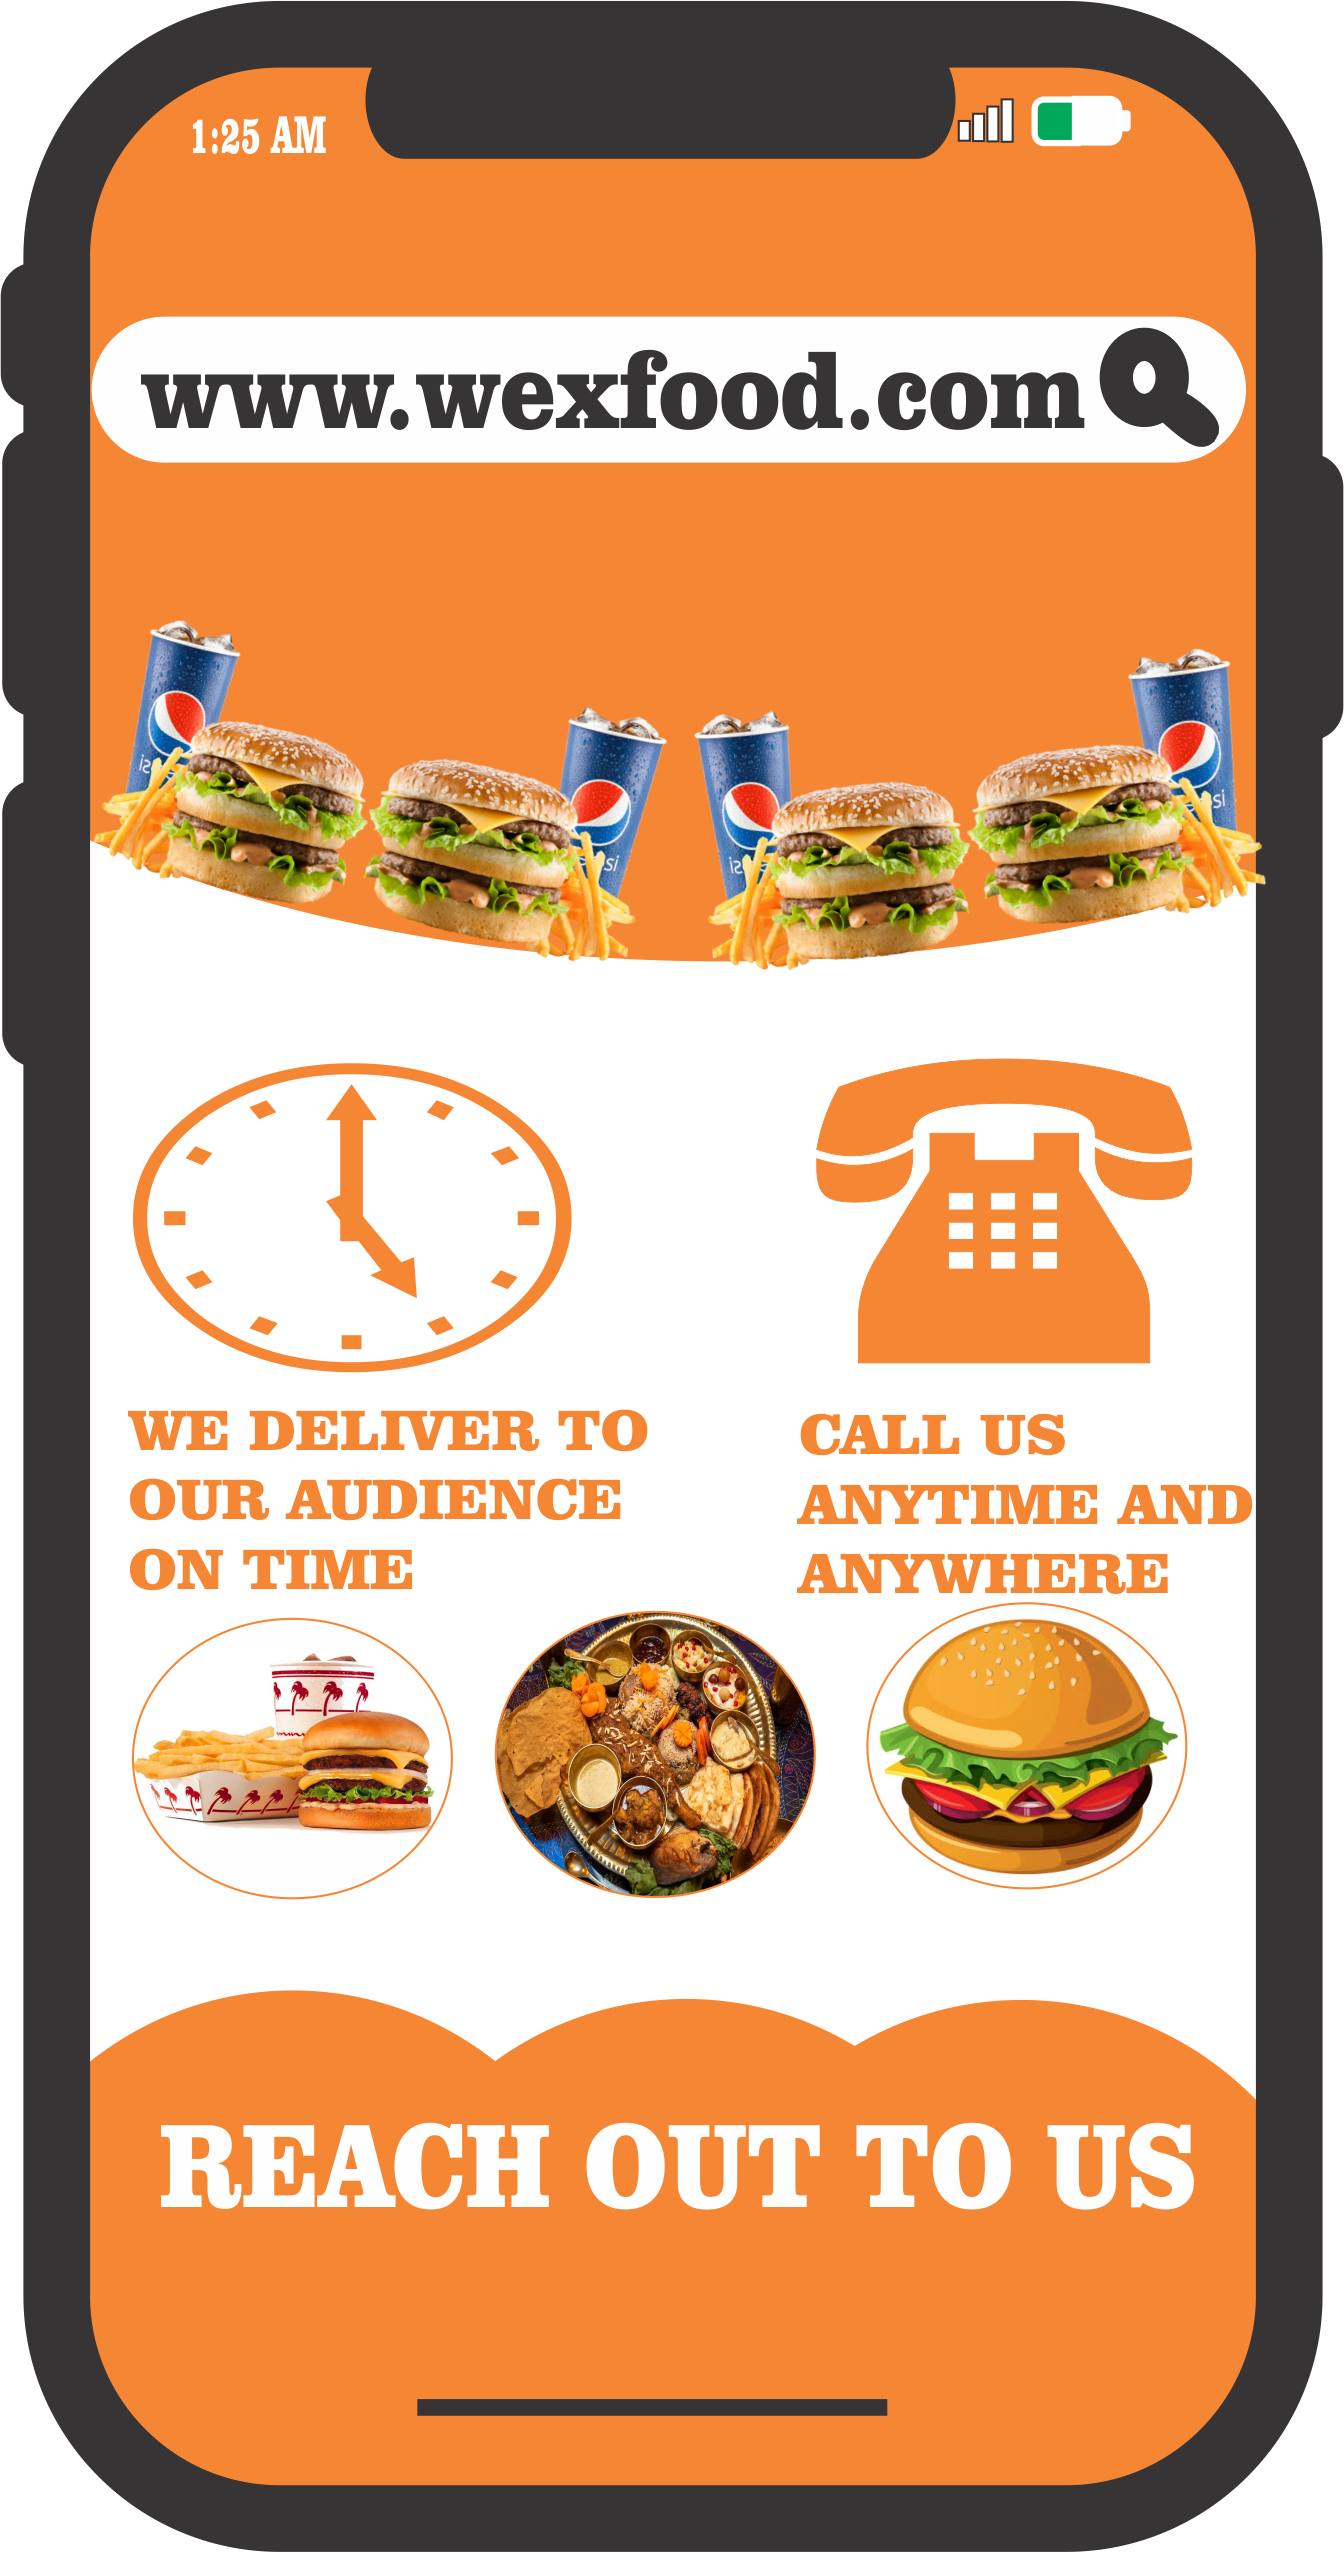 1:25 AM
www.wexfood.com
WE DELIVER TO
OUR AUDIENCE
ON TIME
CALL US
ANYTIME AND
ANYWHERE
REACH OUT TO US